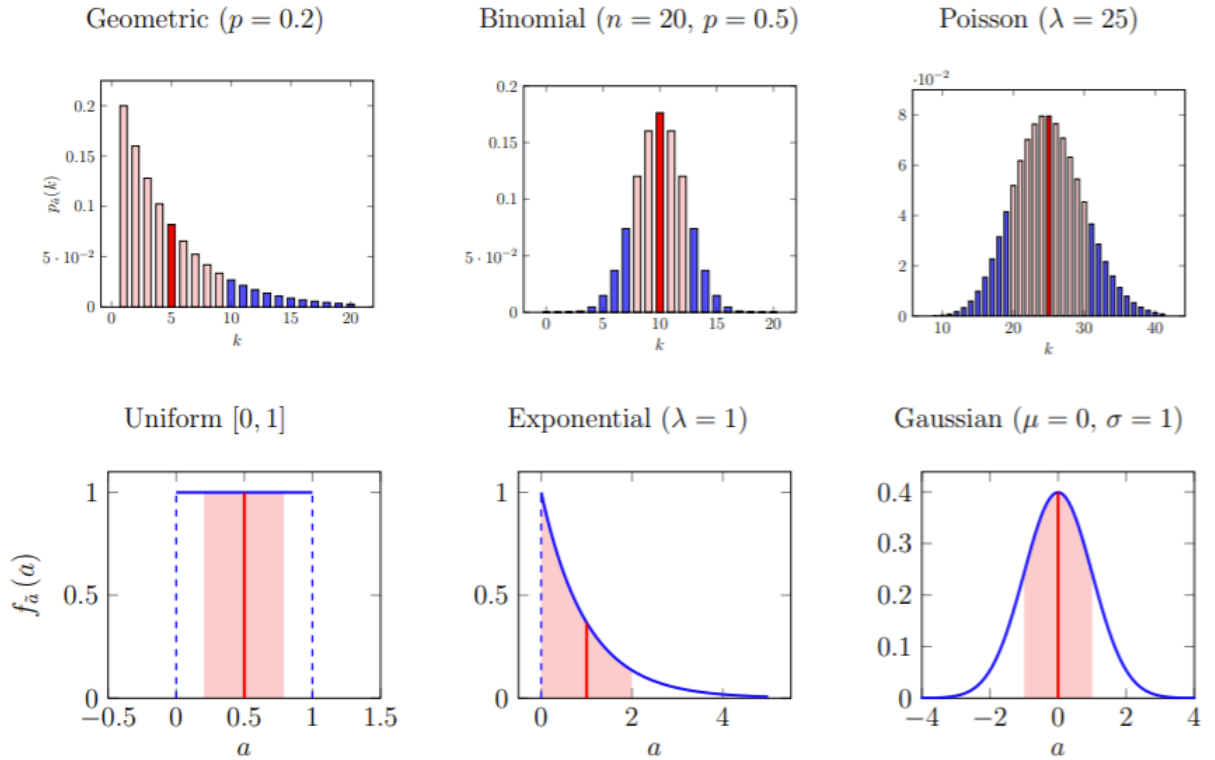 Geometric (p = 0.2)
0.2
0.15
0.1
5 · 10⁻²
0
p_ã(k)
0 5 10 15 20
k
Binomial (n = 20, p = 0.5)
0.2
0.15
0.1
5 · 10⁻²
0
0 5 10 15 20
k
Poisson (λ = 25)
·10⁻²
8
6
4
2
0
10 20 30 40
k
Uniform [0, 1]
1
0.5
0
f_ã(a)
−0.5 0 0.5 1 1.5
a
Exponential (λ = 1)
1
0.5
0
0 2 4
a
Gaussian (μ = 0, σ = 1)
0.4
0.3
0.2
0.1
0
−4 −2 0 2 4
a